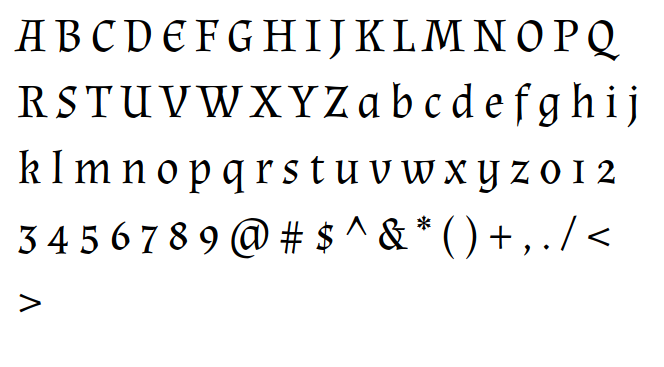 A B C D E F G H I J K L M N O P Q
R S T U V W X Y Z a b c d e f g h i j
k l m n o p q r s t u v w x y z 0 1 2
3 4 5 6 7 8 9 @ # $ ^ & * ( ) + , . / <
>